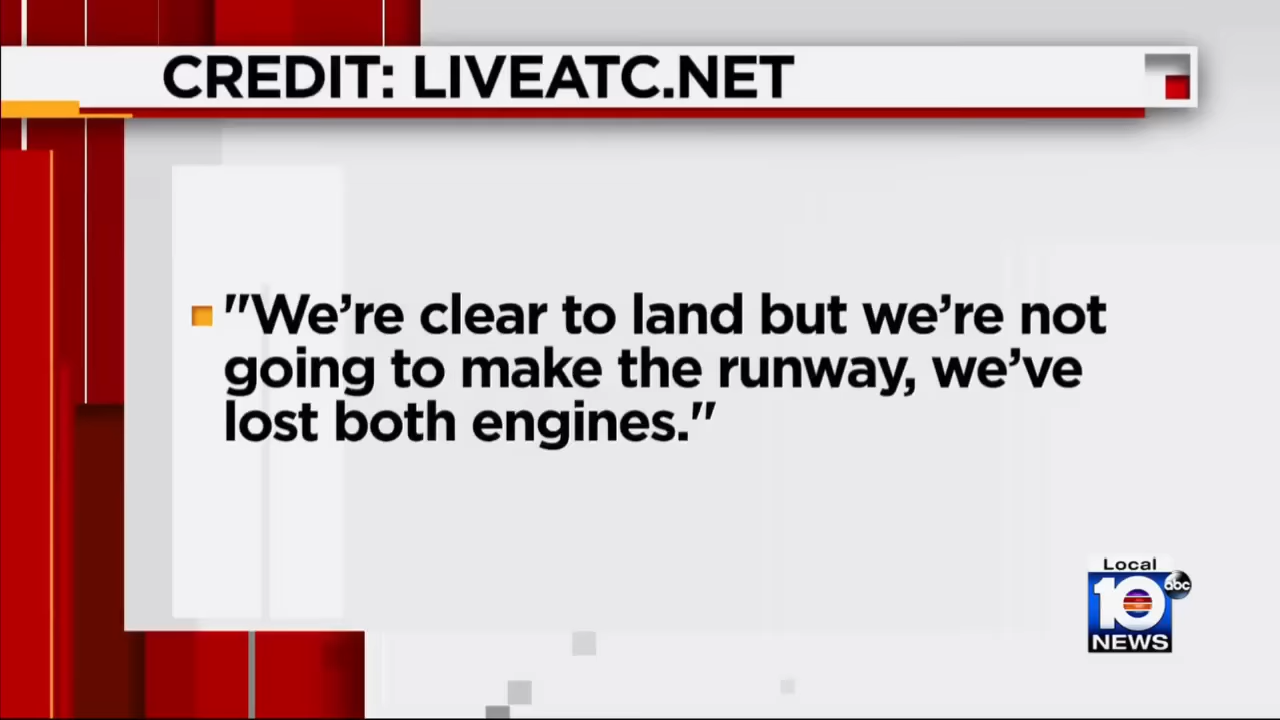 CREDIT: LIVEATC.NET
"We’re clear to land but we’re not
going to make the runway, we’ve
lost both engines."
Local
10
abc
NEWS